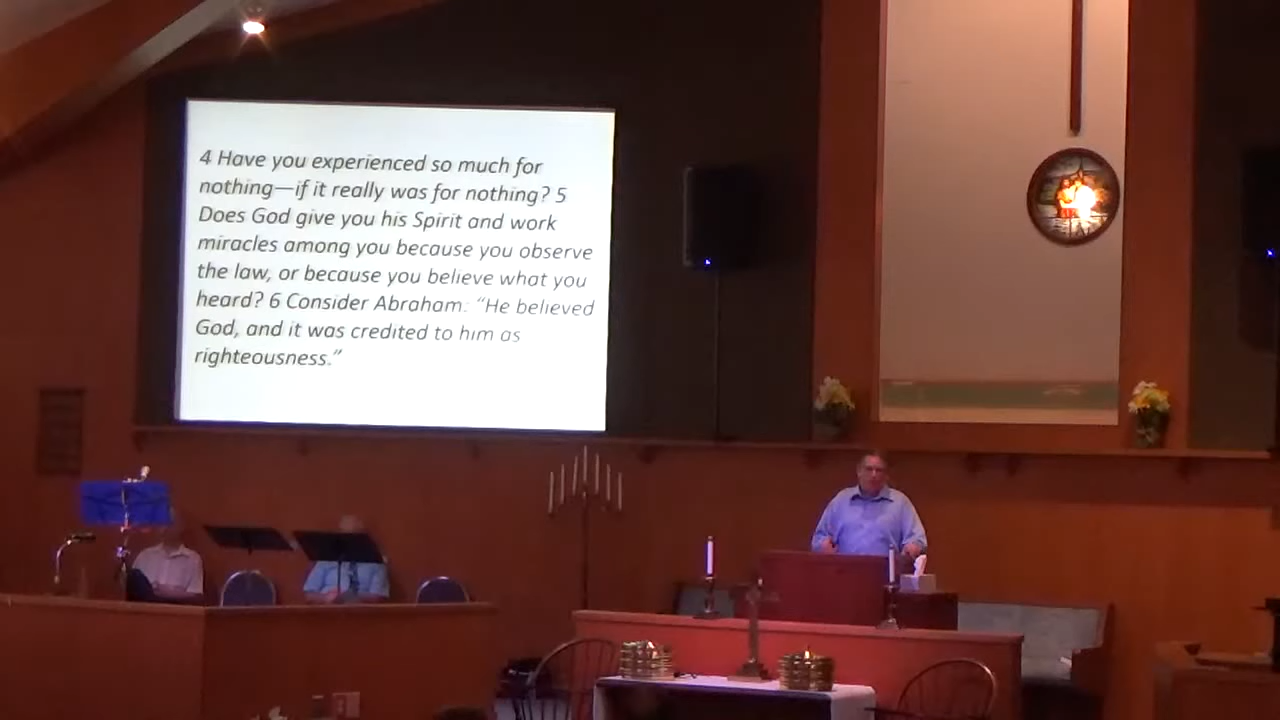 4 Have you experienced so much for
nothing—if it really was for nothing? 5
Does God give you his Spirit and work
miracles among you because you observe
the law, or because you believe what you
heard? 6 Consider Abraham: “He believed
God, and it was credited to him as
righteousness.”